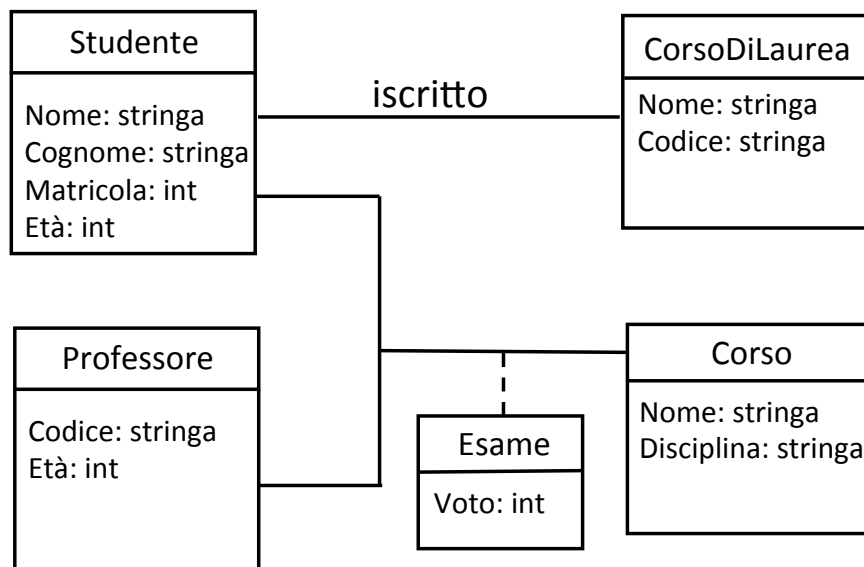 Studente
Nome: stringa
Cognome: stringa
Matricola: int
Età: int
iscritto
CorsoDiLaurea
Nome: stringa
Codice: stringa
Professore
Codice: stringa
Età: int
Esame
Voto: int
Corso
Nome: stringa
Disciplina: stringa